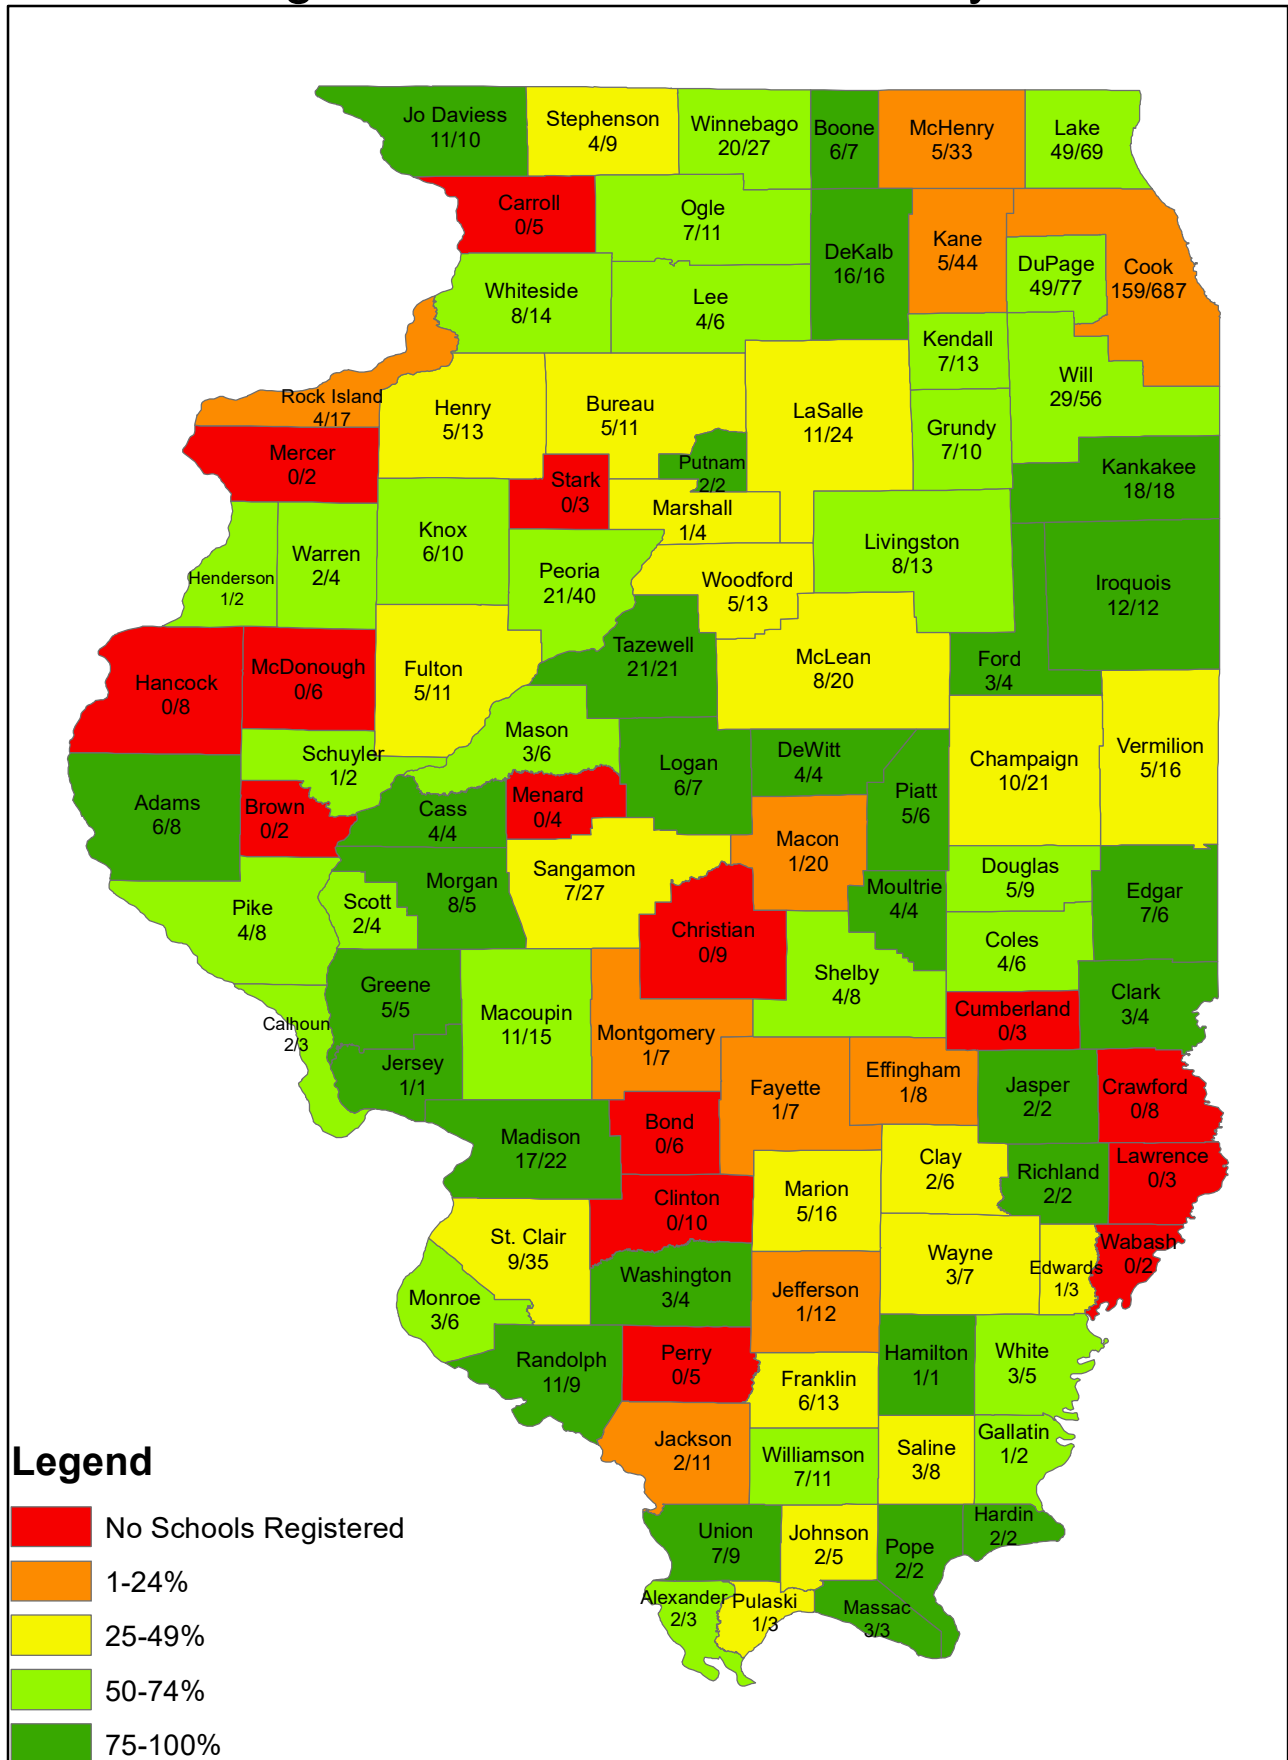 Jo Daviess
11/10
Stephenson
4/9
Winnebago
20/27
Boone
6/7
McHenry
5/33
Lake
49/69
Carroll
0/5
Ogle
7/11
DeKalb
16/16
Kane
5/44
DuPage
49/77
Cook
159/687
Whiteside
8/14
Lee
4/6
Kendall
7/13
Will
29/56
Rock Island
4/17
Henry
5/13
Bureau
5/11
LaSalle
11/24
Grundy
7/10
Mercer
0/2
Stark
0/3
Putnam
2/2
Kankakee
18/18
Marshall
1/4
Knox
6/10
Warren
2/4
Henderson
1/2
Peoria
21/40
Woodford
5/13
Livingston
8/13
Iroquois
12/12
Hancock
0/8
McDonough
0/6
Fulton
5/11
Tazewell
21/21
McLean
8/20
Ford
3/4
Mason
3/6
Schuyler
1/2
Logan
6/7
DeWitt
4/4
Piatt
5/6
Champaign
10/21
Vermilion
5/16
Adams
6/8
Brown
0/2
Cass
4/4
Menard
0/4
Macon
1/20
Sangamon
7/27
Morgan
8/5
Scott
2/4
Pike
4/8
Christian
0/9
Moultrie
4/4
Douglas
5/9
Edgar
7/6
Coles
4/6
Shelby
4/8
Greene
5/5
Macoupin
11/15
Montgomery
1/7
Cumberland
0/3
Clark
3/4
Calhoun
2/3
Jersey
1/1
Fayette
1/7
Effingham
1/8
Jasper
2/2
Crawford
0/8
Madison
17/22
Bond
0/6
Clay
2/6
Richland
2/2
Lawrence
0/3
Clinton
0/10
Marion
5/16
St. Clair
9/35
Wayne
3/7
Edwards
1/3
Wabash
0/2
Monroe
3/6
Washington
3/4
Jefferson
1/12
Randolph
11/9
Perry
0/5
Franklin
6/13
Hamilton
1/1
White
3/5
Jackson
2/11
Williamson
7/11
Saline
3/8
Gallatin
1/2
Union
7/9
Johnson
2/5
Pope
2/2
Hardin
2/2
Alexander
2/3
Pulaski
1/3
Massac
3/3
Legend
No Schools Registered
1-24%
25-49%
50-74%
75-100%